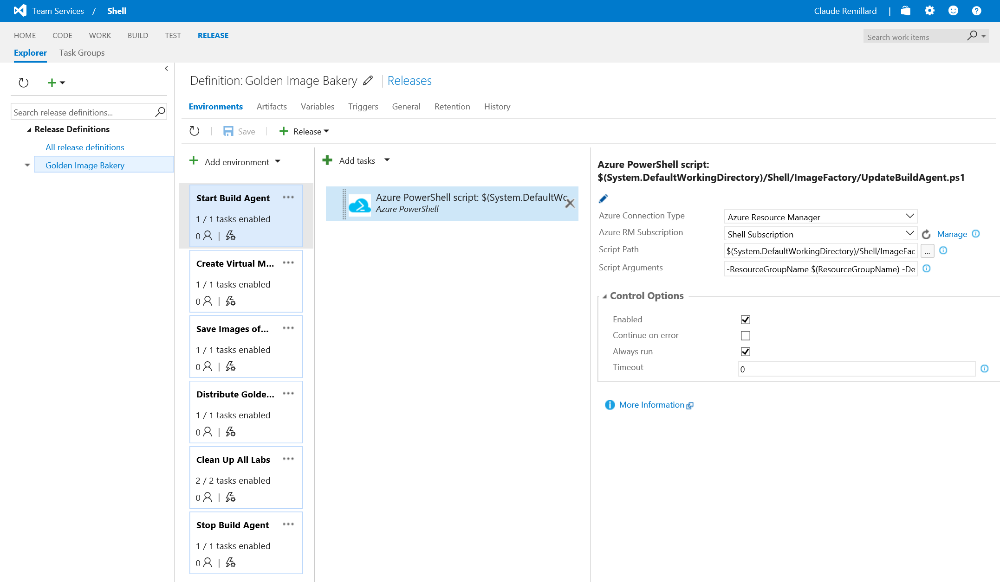 Team Services / Shell
Claude Remillard |
HOME CODE WORK BUILD TEST RELEASE
Search work items
Explorer Task Groups
Definition: Golden Image Bakery | Releases
Search release definitions...
Release Definitions
All release definitions
Golden Image Bakery
Environments Artifacts Variables Triggers General Retention History
Save
Release
Add environment
Start Build Agent ...
1 / 1 tasks enabled
0 |
Create Virtual M... ...
1 / 1 tasks enabled
0 |
Save Images of... ...
1 / 1 tasks enabled
0 |
Distribute Golde... ...
1 / 1 tasks enabled
0 |
Clean Up All Labs ...
2 / 2 tasks enabled
0 |
Stop Build Agent ...
1 / 1 tasks enabled
0 |
Add tasks
Azure PowerShell script: $(System.DefaultWo
Azure PowerShell
Azure PowerShell script:
$(System.DefaultWorkingDirectory)/Shell/ImageFactory/UpdateBuildAgent.ps1
Azure Connection Type Azure Resource Manager
Azure RM Subscription Shell Subscription Manage
Script Path $(System.DefaultWorkingDirectory)/Shell/ImageFac ...
Script Arguments -ResourceGroupName $(ResourceGroupName) -De
Control Options
Enabled
Continue on error
Always run
Timeout 0
More Information